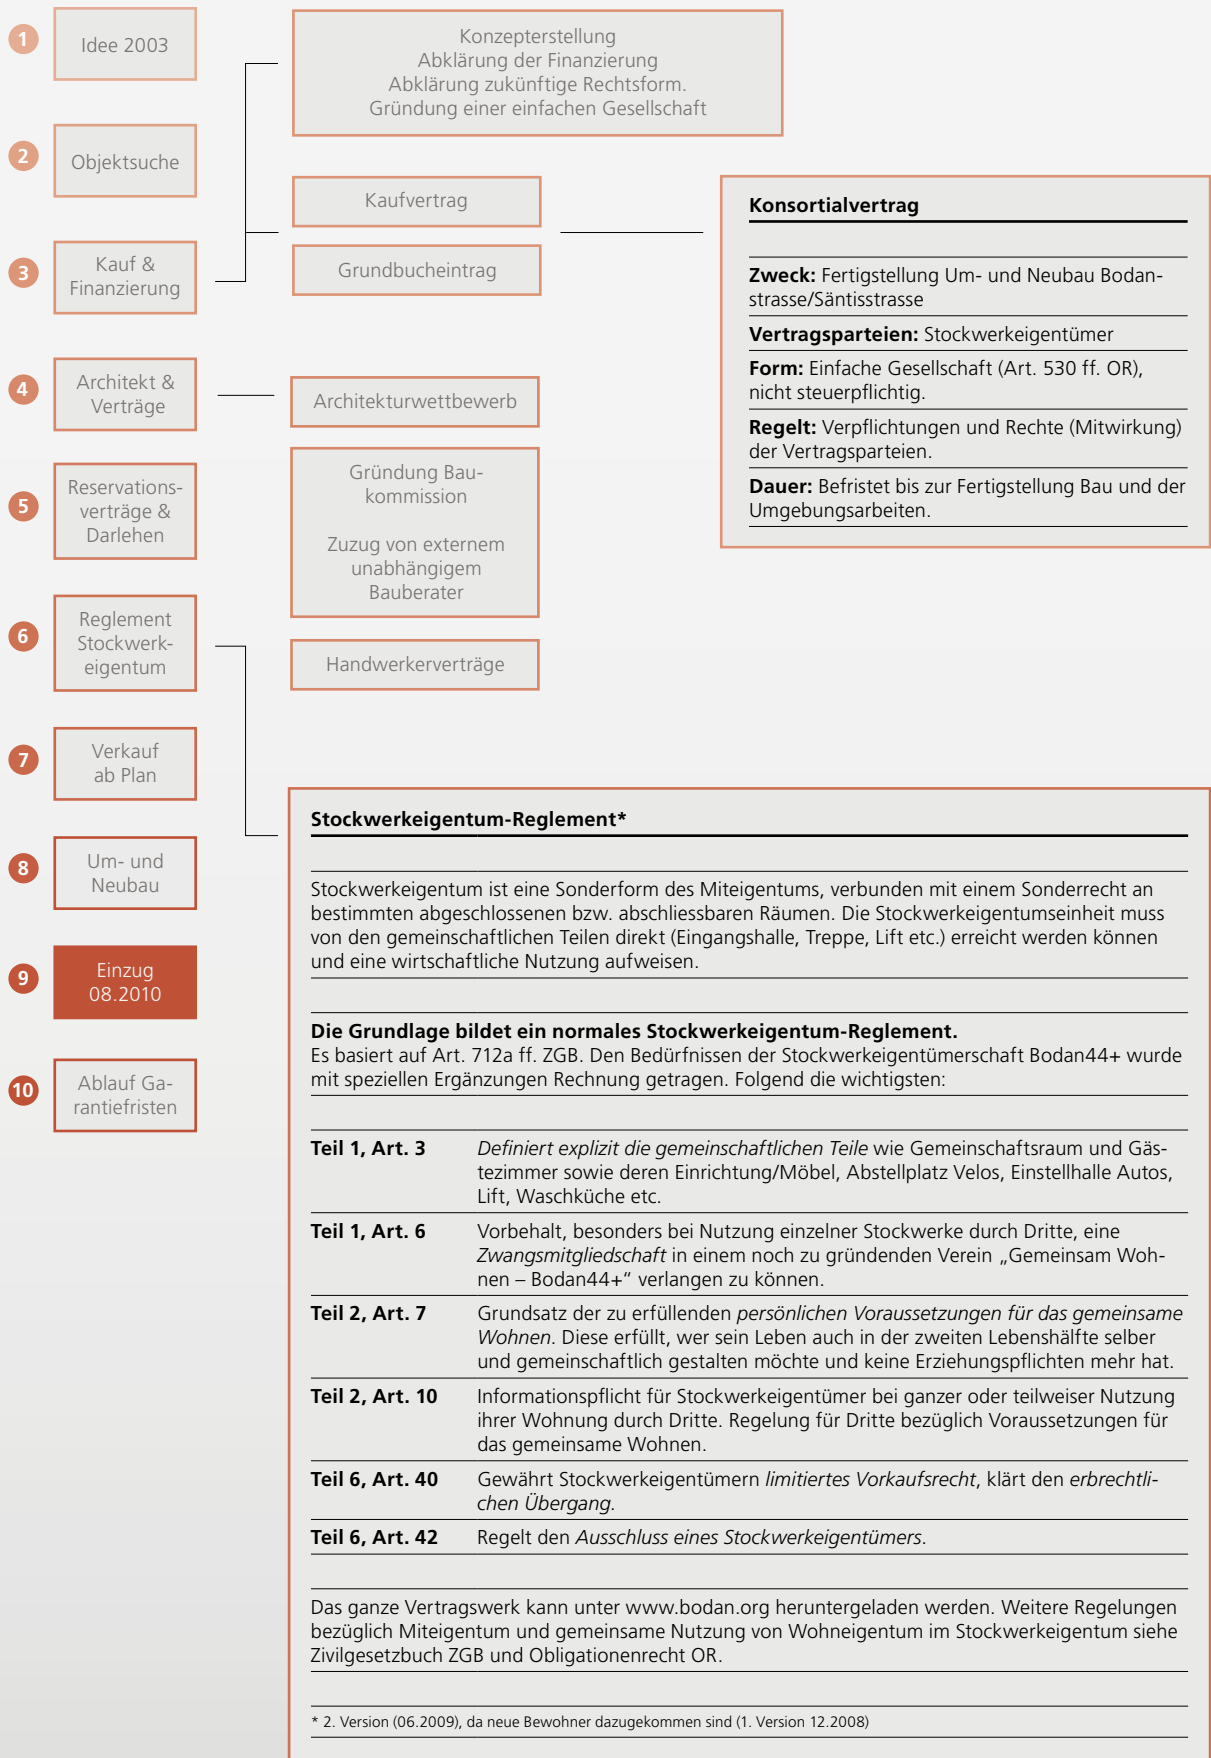 1
Idee 2003
2
Objektsuche
3
Kauf &
Finanzierung
4
Architekt &
Verträge
5
Reservations-
verträge &
Darlehen
6
Reglement
Stockwerk-
eigentum
7
Verkauf
ab Plan
8
Um- und
Neubau
9
Einzug
08.2010
10
Ablauf Ga-
rantiefristen
Konzepterstellung
Abklärung der Finanzierung
Abklärung zukünftige Rechtsform.
Gründung einer einfachen Gesellschaft
Kaufvertrag
Grundbucheintrag
Architekturwettbewerb
Gründung Bau-
kommission
Zuzug von externem
unabhängigem
Bauberater
Handwerkerverträge
Konsortialvertrag
Zweck: Fertigstellung Um- und Neubau Bodan-
strasse/Säntisstrasse
Vertragsparteien: Stockwerkeigentümer
Form: Einfache Gesellschaft (Art. 530 ff. OR),
nicht steuerpflichtig.
Regelt: Verpflichtungen und Rechte (Mitwirkung)
der Vertragsparteien.
Dauer: Befristet bis zur Fertigstellung Bau und der
Umgebungsarbeiten.
Stockwerkeigentum-Reglement*
Stockwerkeigentum ist eine Sonderform des Miteigentums, verbunden mit einem Sonderrecht an
bestimmten abgeschlossenen bzw. abschliessbaren Räumen. Die Stockwerkeigentumseinheit muss
von den gemeinschaftlichen Teilen direkt (Eingangshalle, Treppe, Lift etc.) erreicht werden können
und eine wirtschaftliche Nutzung aufweisen.
Die Grundlage bildet ein normales Stockwerkeigentum-Reglement.
Es basiert auf Art. 712a ff. ZGB. Den Bedürfnissen der Stockwerkeigentümerschaft Bodan44+ wurde
mit speziellen Ergänzungen Rechnung getragen. Folgend die wichtigsten:
Teil 1, Art. 3 Definiert explizit die gemeinschaftlichen Teile wie Gemeinschaftsraum und Gäs-
tezimmer sowie deren Einrichtung/Möbel, Abstellplatz Velos, Einstellhalle Autos,
Lift, Waschküche etc.
Teil 1, Art. 6 Vorbehalt, besonders bei Nutzung einzelner Stockwerke durch Dritte, eine
Zwangsmitgliedschaft in einem noch zu gründenden Verein „Gemeinsam Woh-
nen – Bodan44+“ verlangen zu können.
Teil 2, Art. 7 Grundsatz der zu erfüllenden persönlichen Voraussetzungen für das gemeinsame
Wohnen. Diese erfüllt, wer sein Leben auch in der zweiten Lebenshälfte selber
und gemeinschaftlich gestalten möchte und keine Erziehungspflichten mehr hat.
Teil 2, Art. 10 Informationspflicht für Stockwerkeigentümer bei ganzer oder teilweiser Nutzung
ihrer Wohnung durch Dritte. Regelung für Dritte bezüglich Voraussetzungen für
das gemeinsame Wohnen.
Teil 6, Art. 40 Gewährt Stockwerkeigentümern limitiertes Vorkaufsrecht, klärt den erbrechtli-
chen Übergang.
Teil 6, Art. 42 Regelt den Ausschluss eines Stockwerkeigentümers.
Das ganze Vertragswerk kann unter www.bodan.org heruntergeladen werden. Weitere Regelungen
bezüglich Miteigentum und gemeinsame Nutzung von Wohneigentum im Stockwerkeigentum siehe
Zivilgesetzbuch ZGB und Obligationenrecht OR.
* 2. Version (06.2009), da neue Bewohner dazugekommen sind (1. Version 12.2008)